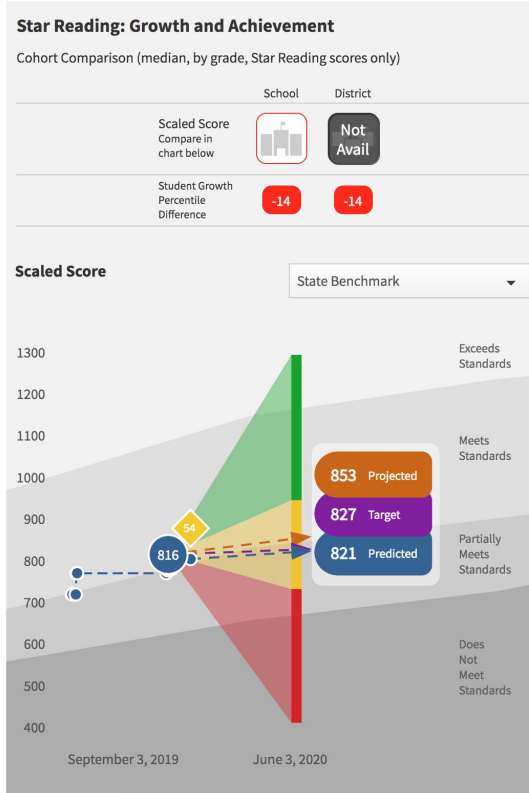 Star Reading: Growth and Achievement
Cohort Comparison (median, by grade, Star Reading scores only)
School District
Scaled Score
Compare in
chart below
Not
Avail
Student Growth
Percentile
Difference
-14 -14
Scaled Score
State Benchmark
1300
Exceeds
Standards
1200
1100
Meets
Standards
1000
853 Projected
900
54
827 Target
816
821 Predicted
Partially
Meets
Standards
800
700
600
Does
Not
Meet
Standards
500
400
September 3, 2019 June 3, 2020